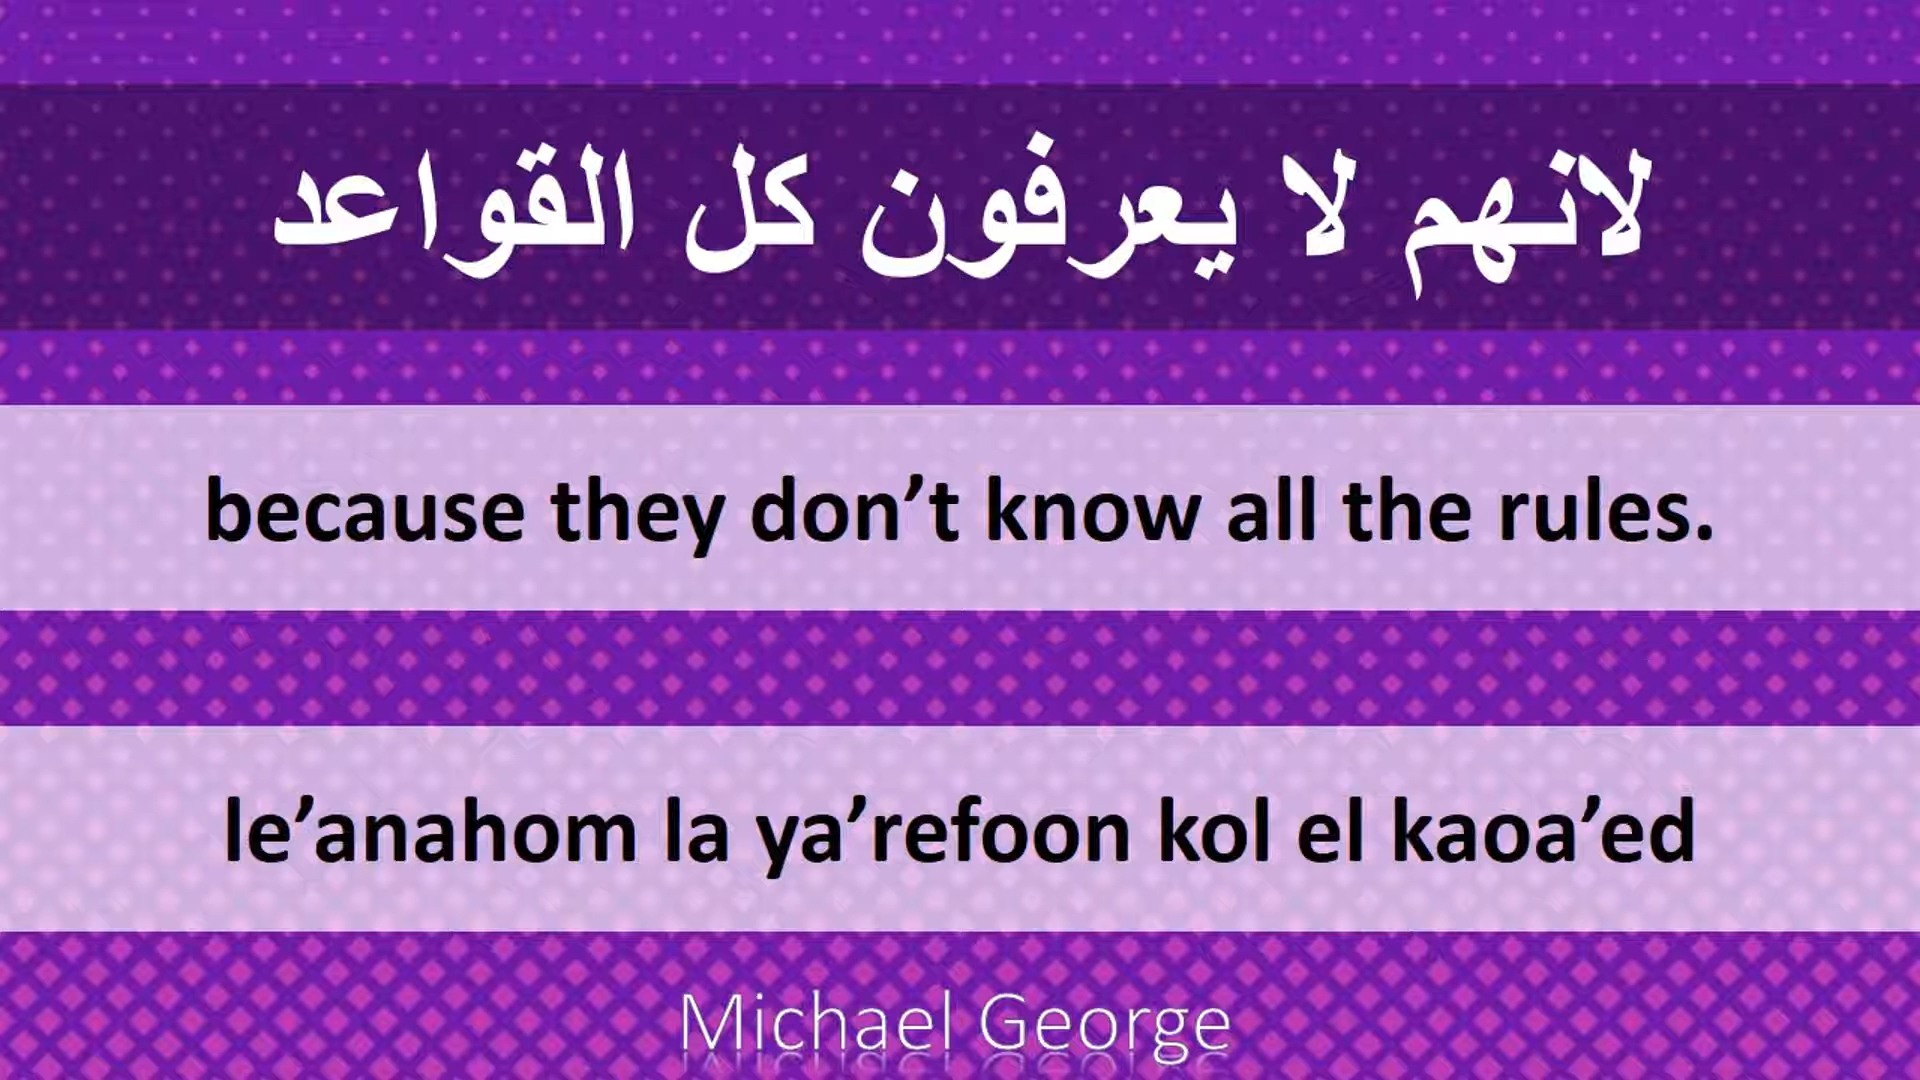 لانهم لا يعرفون كل القواعد
because they don’t know all the rules.
le’anahom la ya’refoon kol el kaoa’ed
Michael George